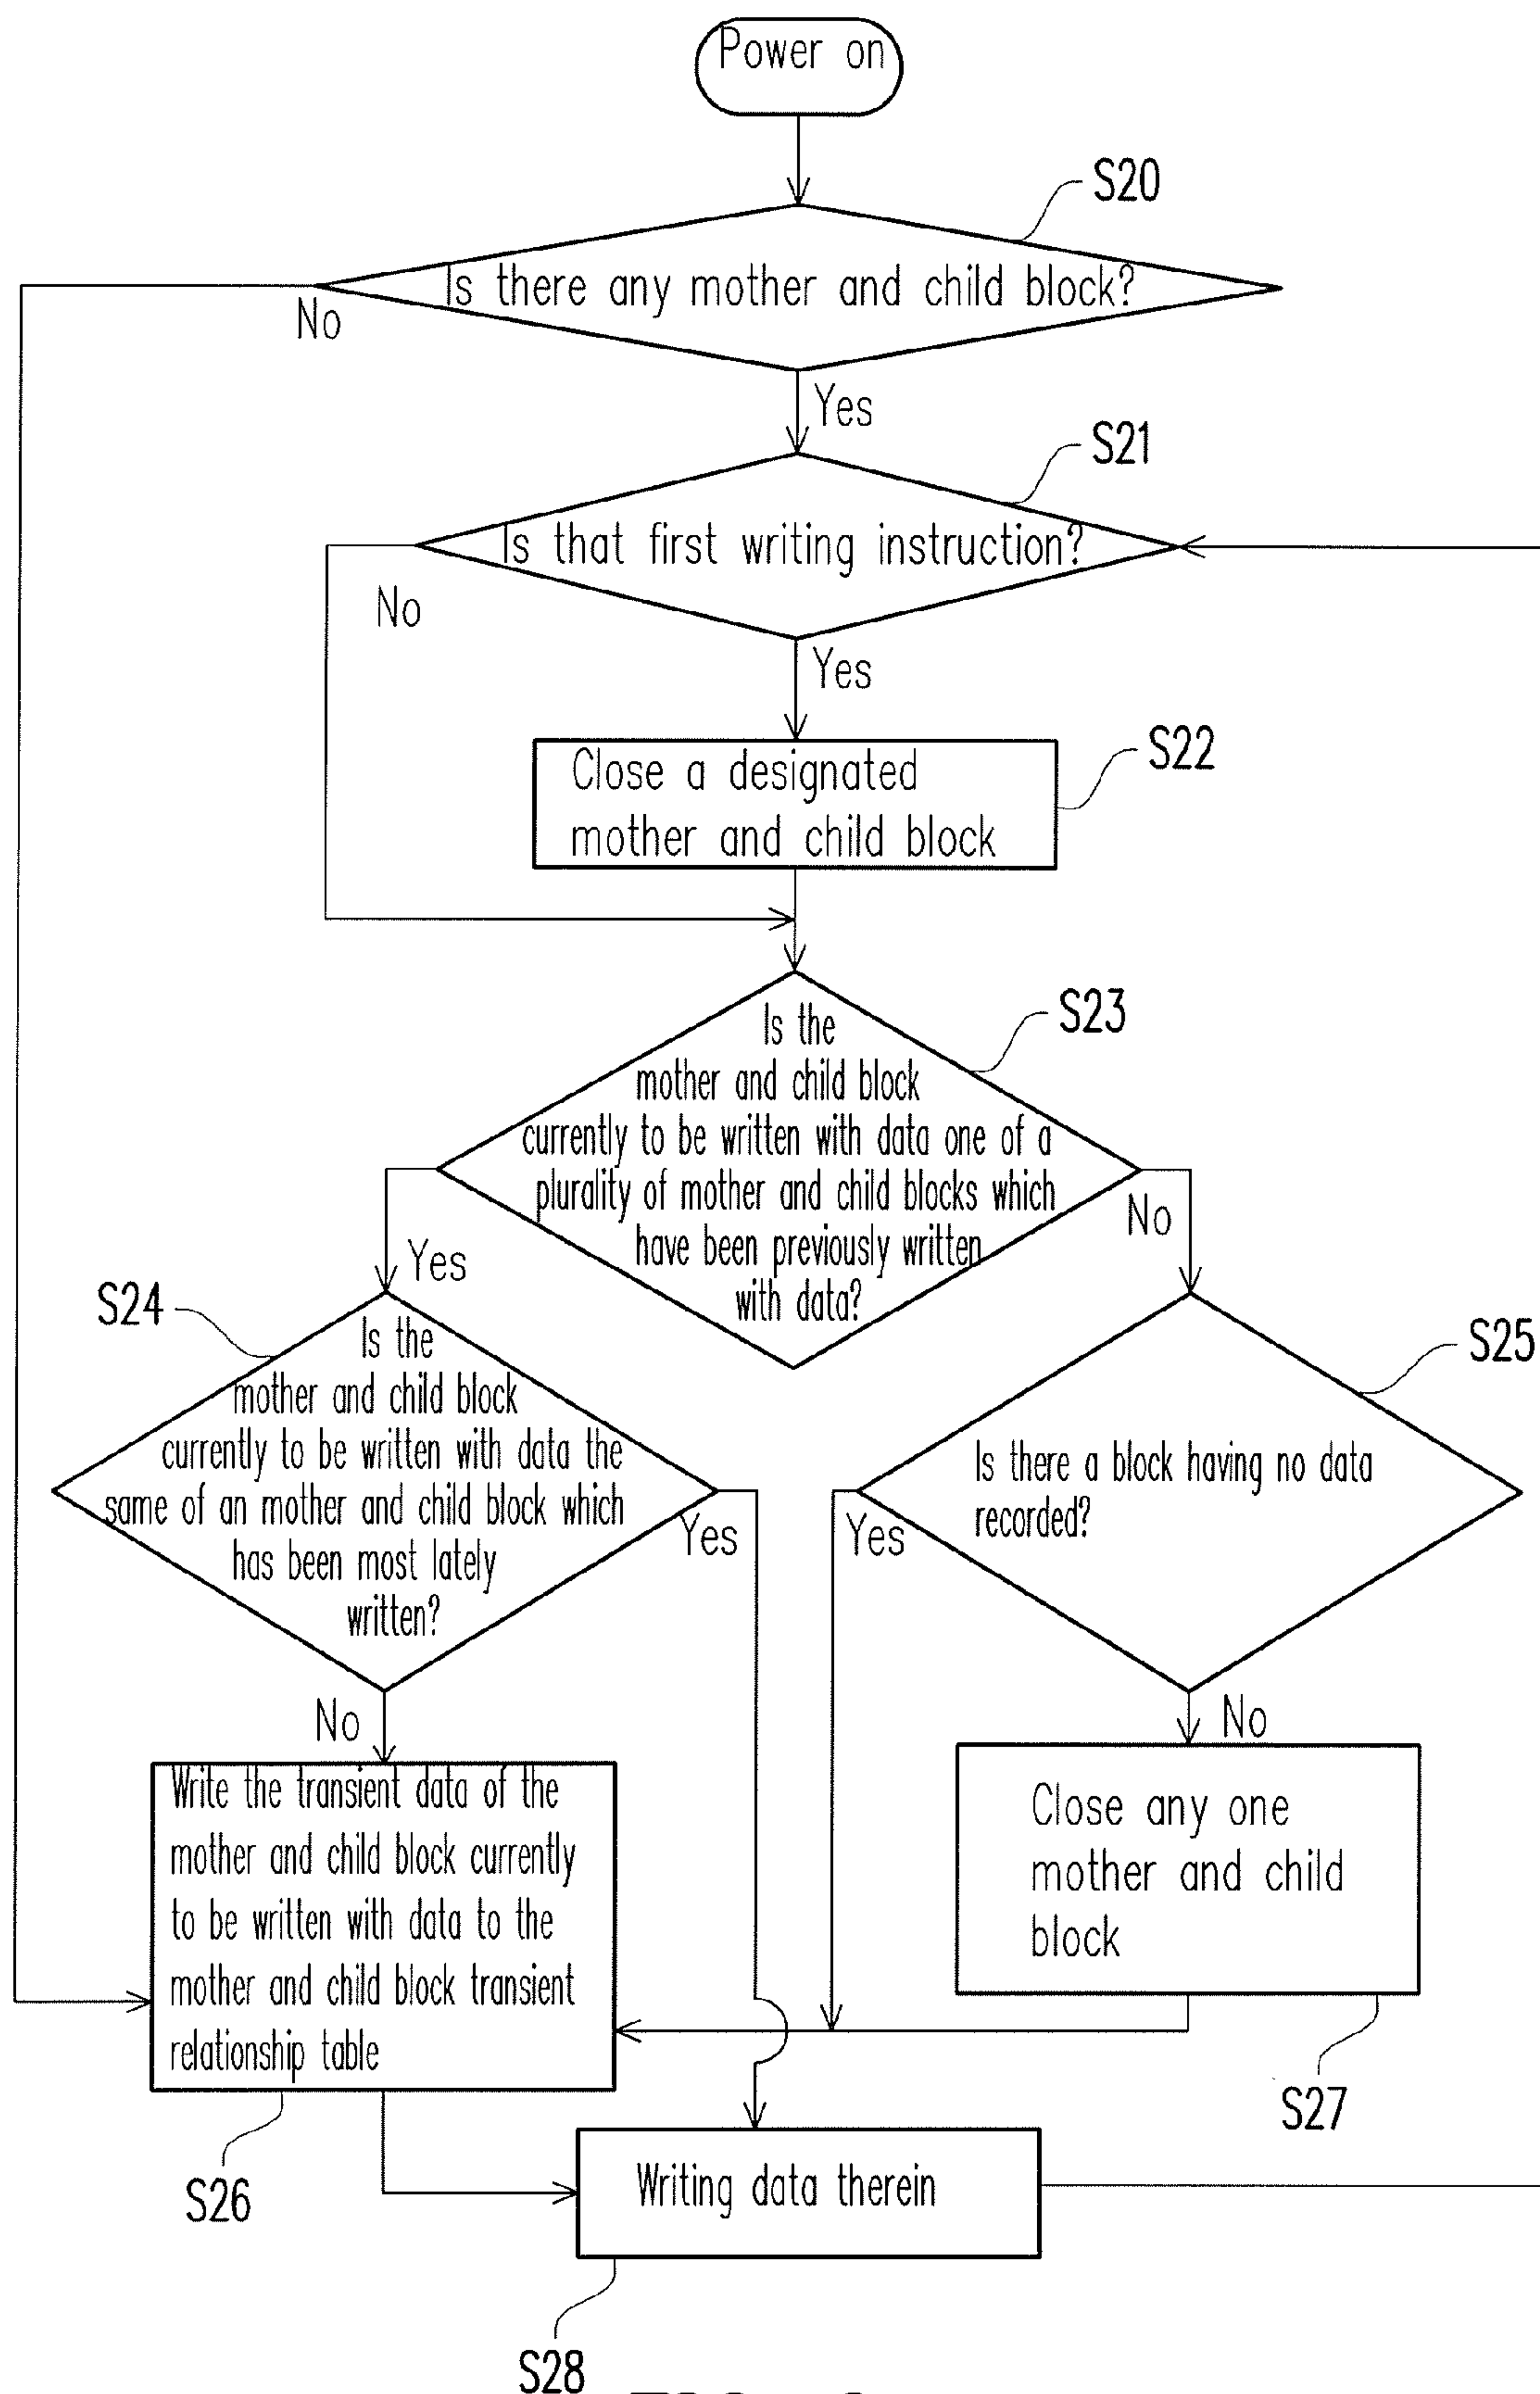 Power on
S20
Is there any mother and child block?
No
Yes
S21
Is that first writing instruction?
No
Yes
S22
Close a designated
mother and child block
S23
Is the
mother and child block
currently to be written with data one of a
plurality of mother and child blocks which
have been previously written
with data?
Yes
No
S24
Is the
mother and child block
currently to be written with data the
same of an mother and child block which
has been most lately
written?
Yes
No
S25
Is there a block having no data
recorded?
Yes
No
Write the transient data of the
mother and child block currently
to be written with data to the
mother and child block transient
relationship table
S26
Close any one
mother and child
block
S27
Writing data therein
S28